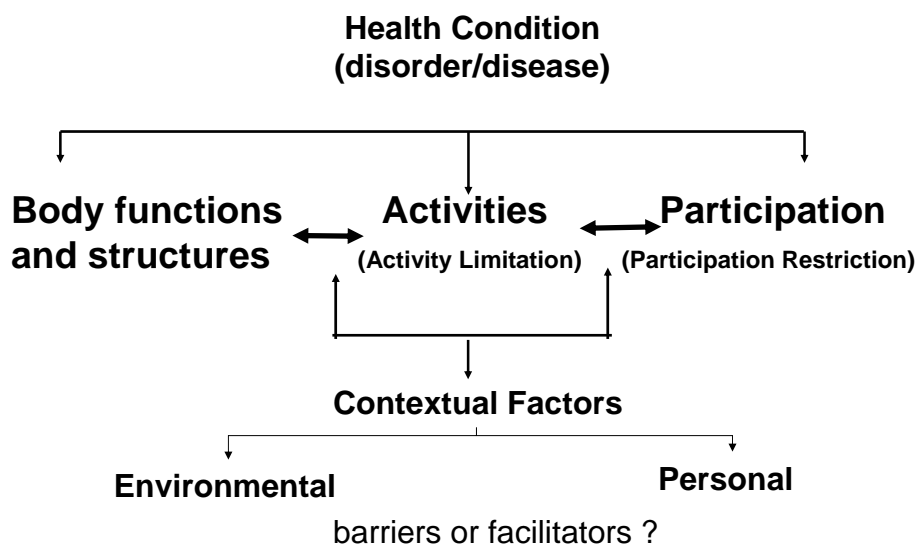 Health Condition
(disorder/disease)
Body functions
and structures
Activities
(Activity Limitation)
Participation
(Participation Restriction)
Contextual Factors
Environmental
Personal
barriers or facilitators ?